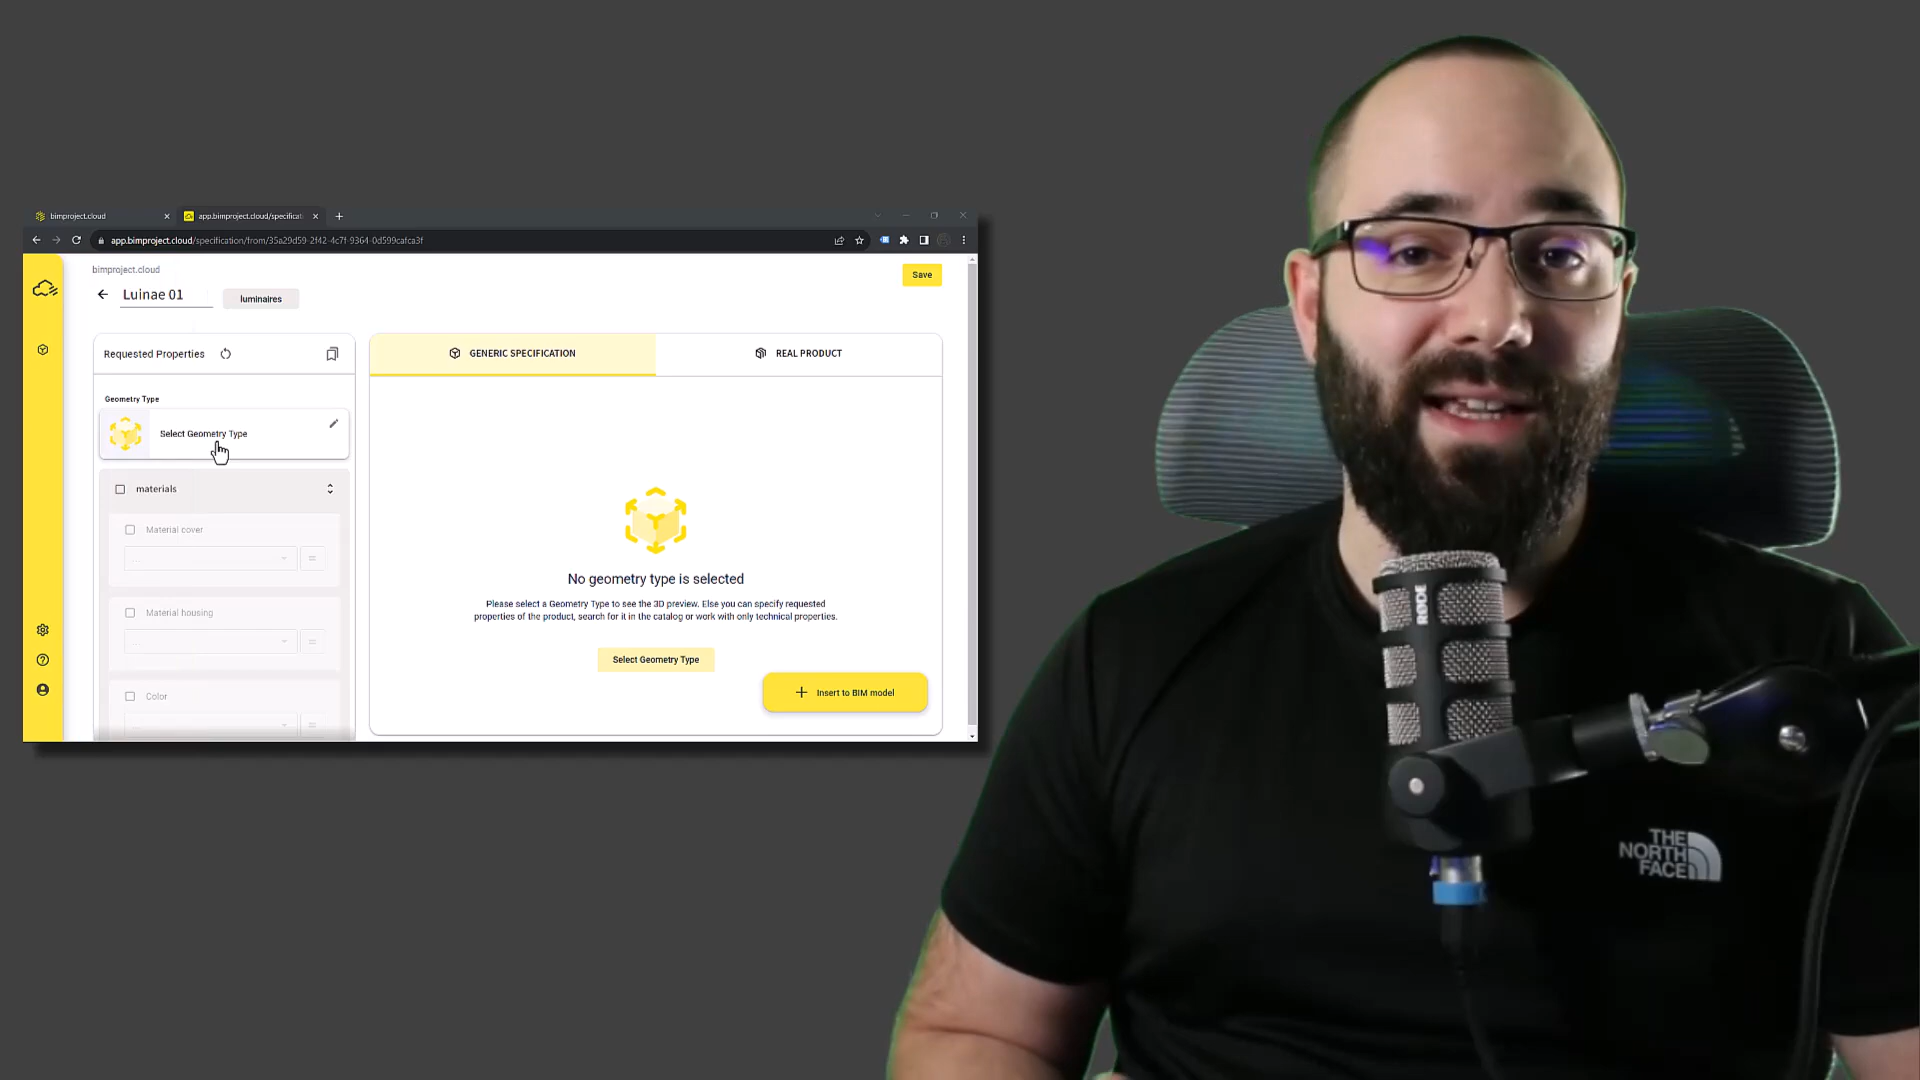 bimproject.cloud
app.bimproject.cloud/specificati
app.bimproject.cloud/specification/from/35a29d59-2f42-4c7f-9364-0d599cafca3f
bimproject.cloud
Save
Luinae 01
luminaires
Requested Properties
GENERIC SPECIFICATION
REAL PRODUCT
Geometry Type
Select Geometry Type
materials
Material cover
...
Material housing
...
Color
No geometry type is selected
Please select a Geometry Type to see the 3D preview. Else you can specify requested
properties of the product, search for it in the catalog or work with only technical properties.
Select Geometry Type
Insert to BIM model
RØDE
THE
NORTH
FACE